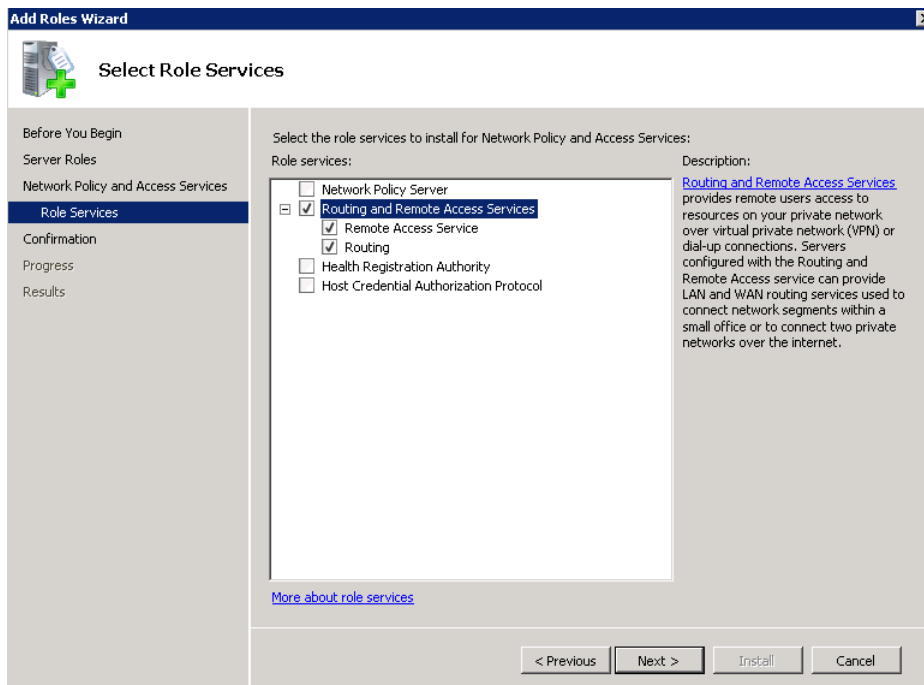 Add Roles Wizard
Select Role Services
Before You Begin
Server Roles
Network Policy and Access Services
Role Services
Confirmation
Progress
Results
Select the role services to install for Network Policy and Access Services:
Role services:
Network Policy Server
Routing and Remote Access Services
Remote Access Service
Routing
Health Registration Authority
Host Credential Authorization Protocol
More about role services
Description:
Routing and Remote Access Services
provides remote users access to
resources on your private network
over virtual private network (VPN) or
dial-up connections. Servers
configured with the Routing and
Remote Access service can provide
LAN and WAN routing services used to
connect network segments within a
small office or to connect two private
networks over the internet.
< Previous
Next >
Install
Cancel